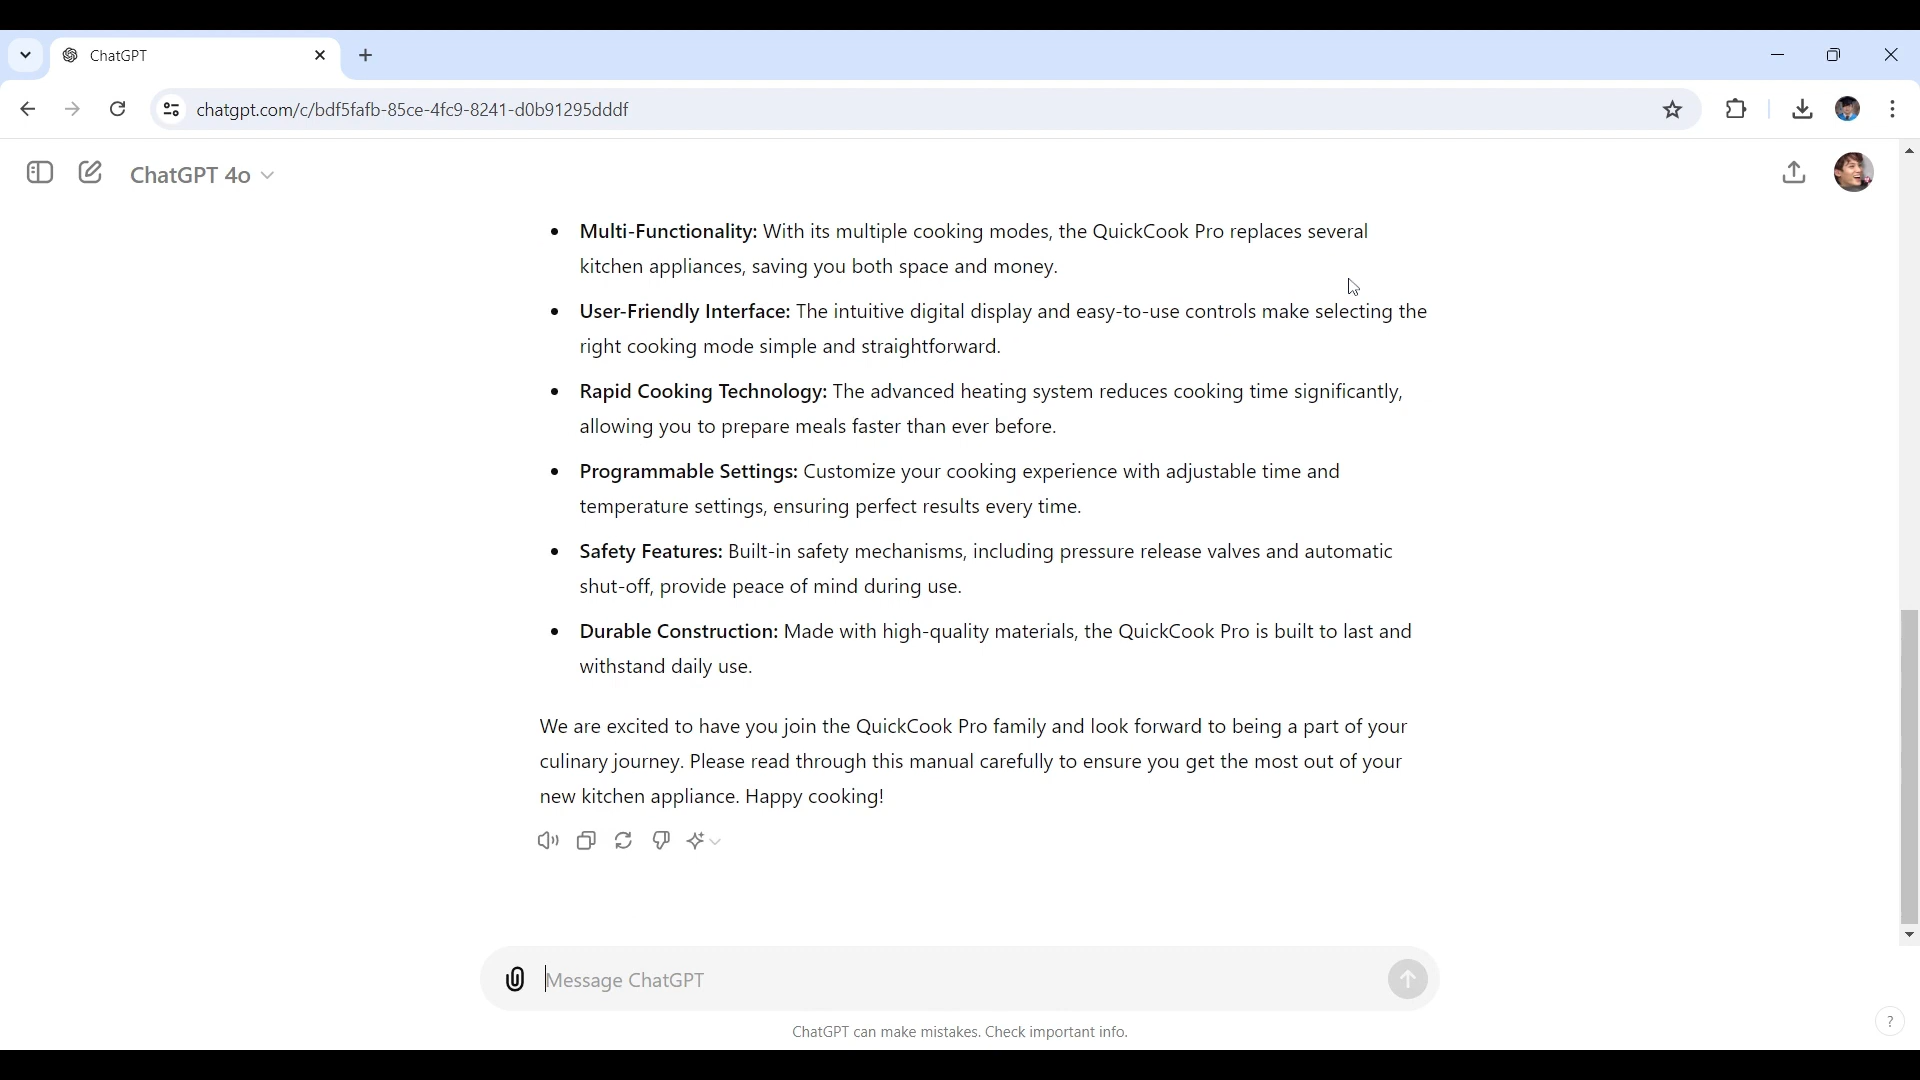 ChatGPT
chatgpt.com/c/bdf5fafb-85ce-4fc9-8241-d0b91295dddf
ChatGPT 4o
• Multi-Functionality: With its multiple cooking modes, the QuickCook Pro replaces several
kitchen appliances, saving you both space and money.
• User-Friendly Interface: The intuitive digital display and easy-to-use controls make selecting the
right cooking mode simple and straightforward.
• Rapid Cooking Technology: The advanced heating system reduces cooking time significantly,
allowing you to prepare meals faster than ever before.
• Programmable Settings: Customize your cooking experience with adjustable time and
temperature settings, ensuring perfect results every time.
• Safety Features: Built-in safety mechanisms, including pressure release valves and automatic
shut-off, provide peace of mind during use.
• Durable Construction: Made with high-quality materials, the QuickCook Pro is built to last and
withstand daily use.
We are excited to have you join the QuickCook Pro family and look forward to being a part of your
culinary journey. Please read through this manual carefully to ensure you get the most out of your
new kitchen appliance. Happy cooking!
Message ChatGPT
ChatGPT can make mistakes. Check important info.
?